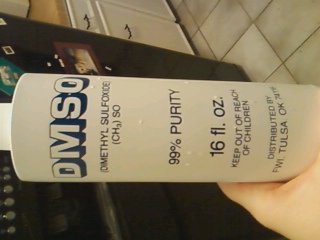 DMSO
(DIMETHYL SULFOXIDE)
(CH₃) SO
99% PURITY
16 fl. oz.
KEEP OUT OF REACH
OF CHILDREN
DISTRIBUTED BY
TULSA OK